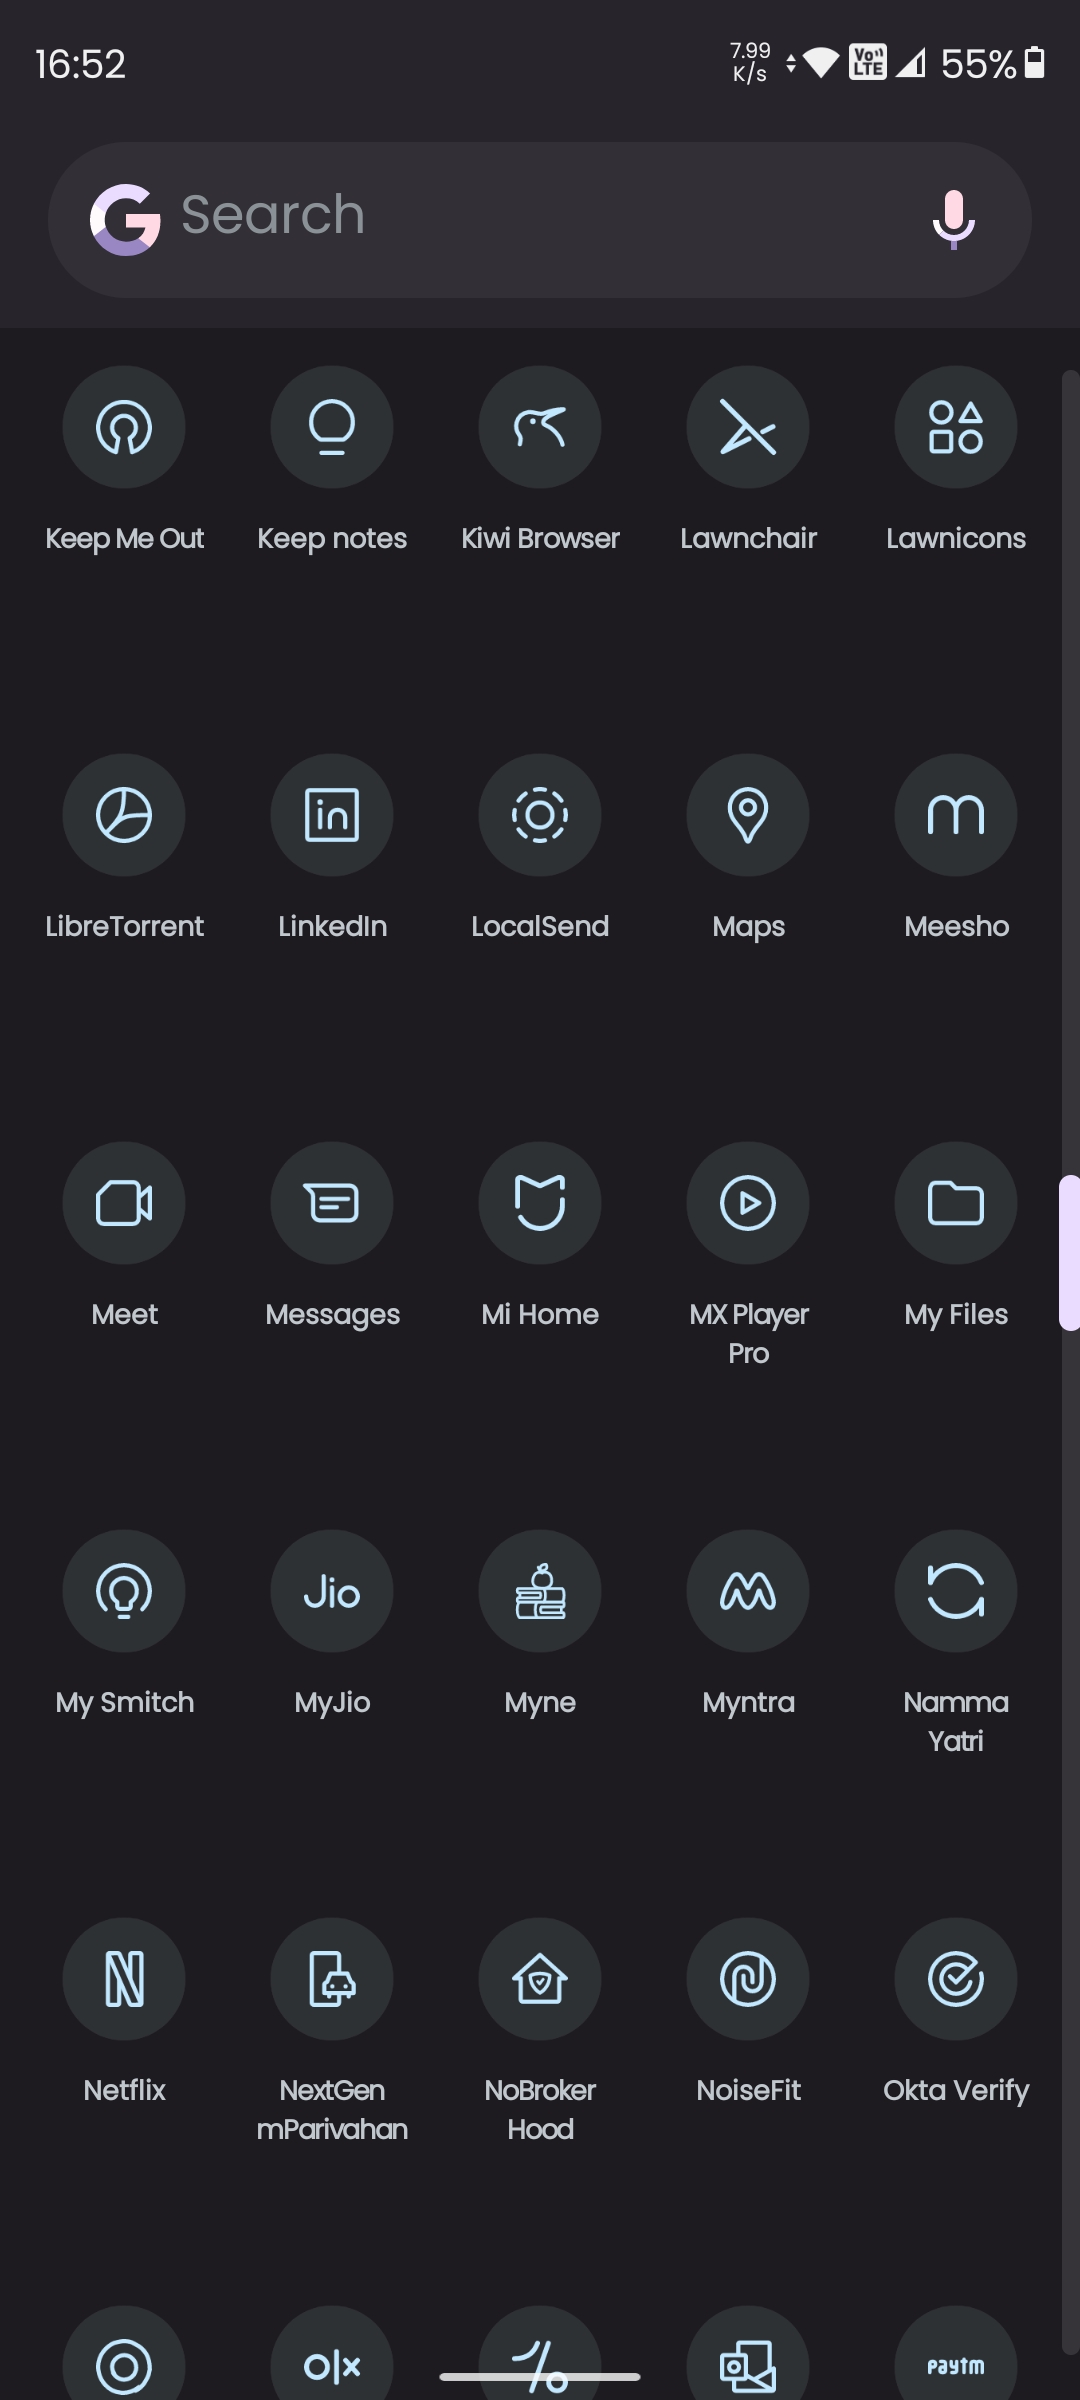 16:52 7.99 K/s Vo LTE 55%
G Search
Keep Me Out Keep notes Kiwi Browser Lawnchair Lawnicons
in m
LibreTorrent LinkedIn LocalSend Maps Meesho
Meet Messages Mi Home MX Player Pro My Files
Jio
My Smitch MyJio Myne Myntra Namma Yatri
N
Netflix NextGen mParivahan NoBroker Hood NoiseFit Okta Verify
olx paytm